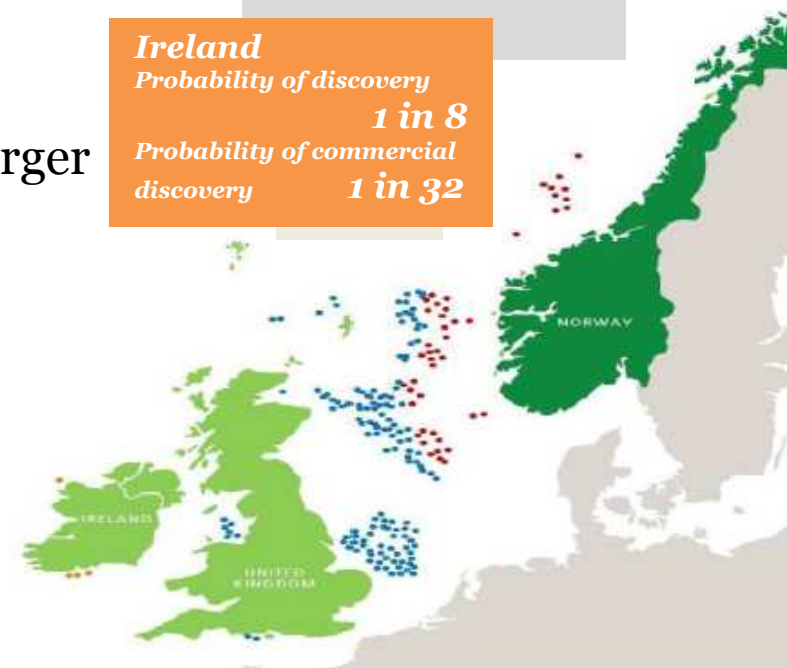 Ireland
Probability of discovery
1 in 8
Probability of commercial
discovery 1 in 32
rger
NORWAY
IRELAND
UNITED
KINGDOM